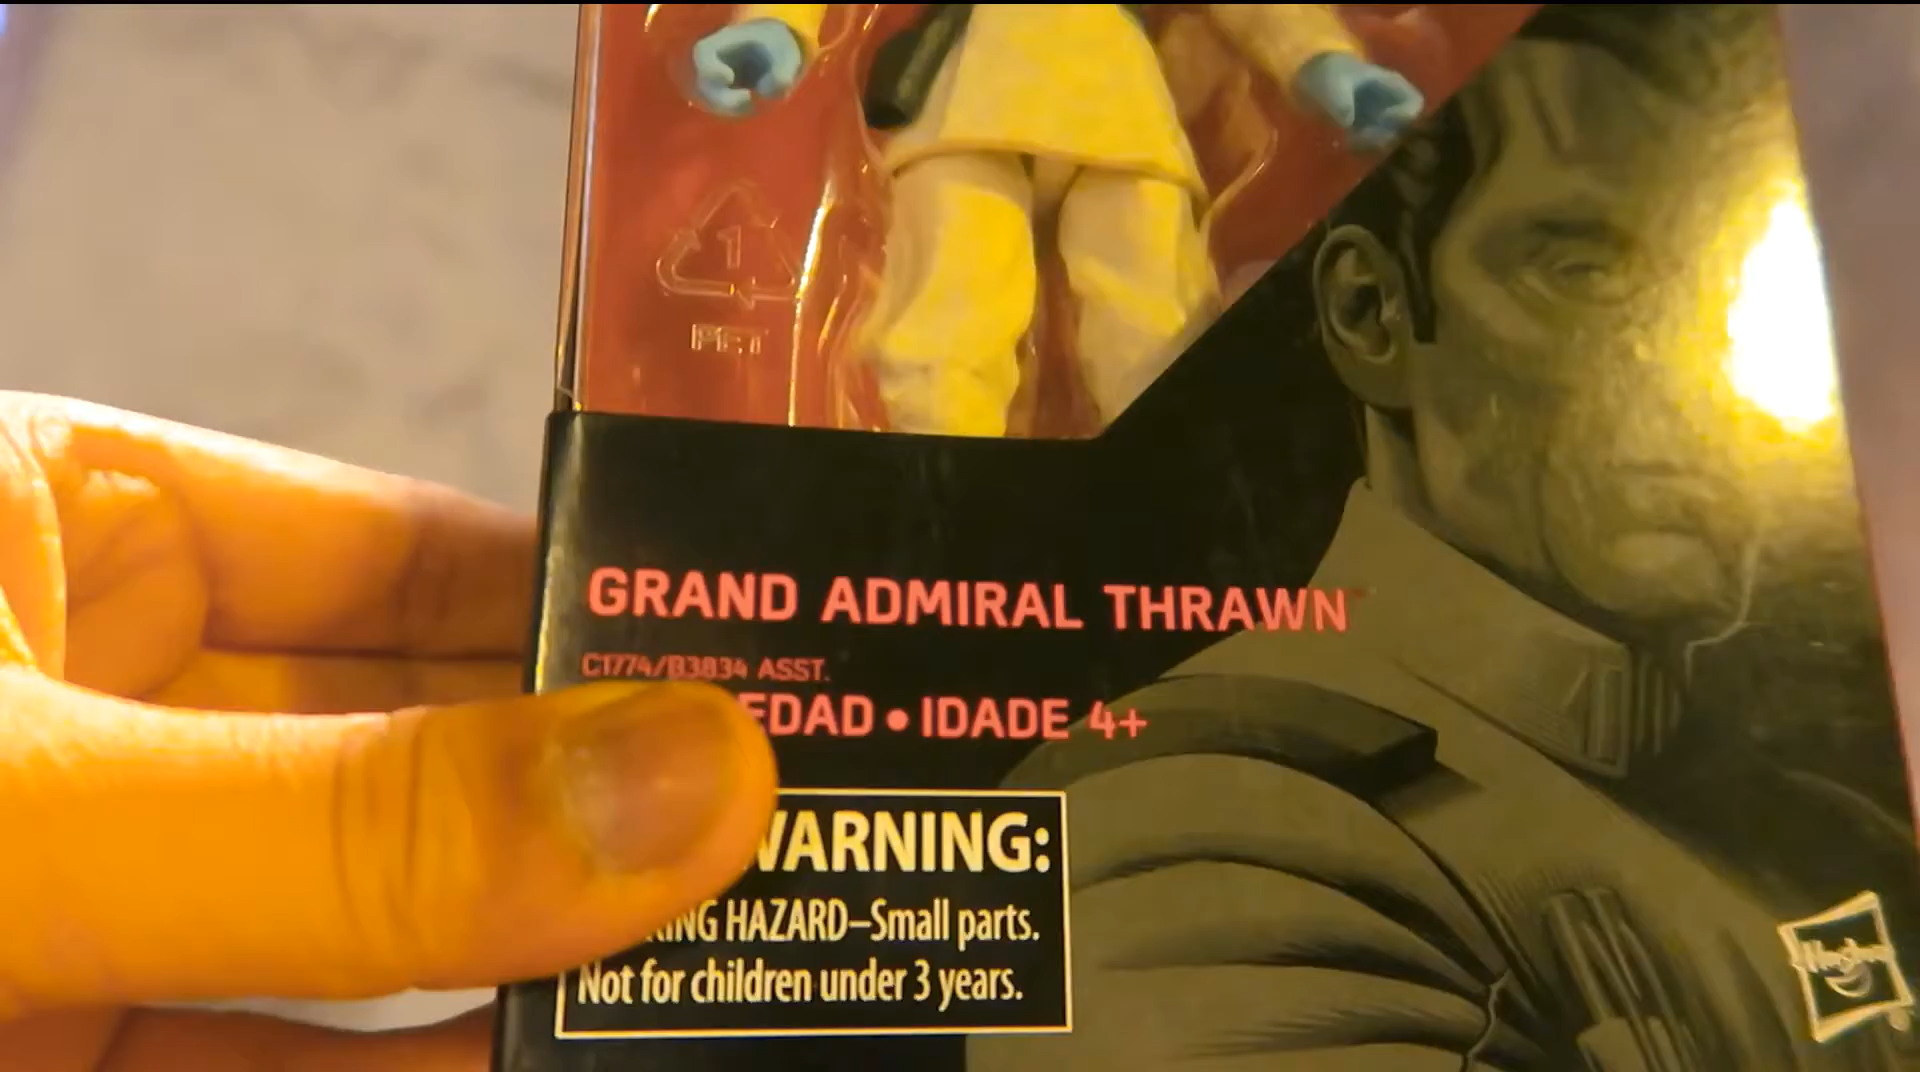 1
PET
GRAND ADMIRAL THRAWN
C1774/B3834 ASST.
EDAD • IDADE 4+
WARNING:
HAZARD–Small parts.
Not for children under 3 years.
Hasbro